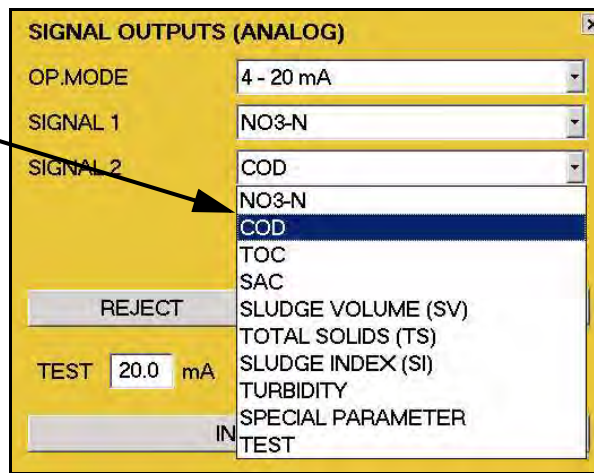 SIGNAL OUTPUTS (ANALOG)
OP.MODE 4 - 20 mA
SIGNAL 1 NO3-N
SIGNAL 2 COD
NO3-N
COD
TOC
SAC
REJECT SLUDGE VOLUME (SV)
TOTAL SOLIDS (TS)
TEST 20.0 mA SLUDGE INDEX (SI)
TURBIDITY
SPECIAL PARAMETER
IN TEST